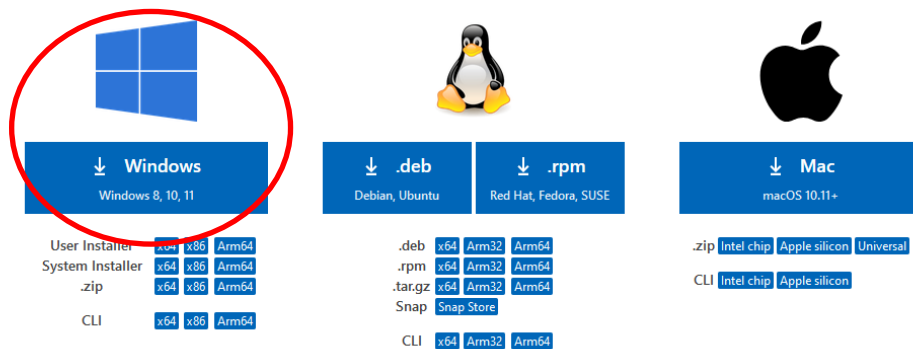 Windows
Windows 8, 10, 11
User Installer x64 x86 Arm64
System Installer x64 x86 Arm64
.zip x64 x86 Arm64
CLI x64 x86 Arm64
.deb
Debian, Ubuntu
.rpm
Red Hat, Fedora, SUSE
.deb x64 Arm32 Arm64
.rpm x64 Arm32 Arm64
.tar.gz x64 Arm32 Arm64
Snap Snap Store
CLI x64 Arm32 Arm64
Mac
macOS 10.11+
.zip Intel chip Apple silicon Universal
CLI Intel chip Apple silicon